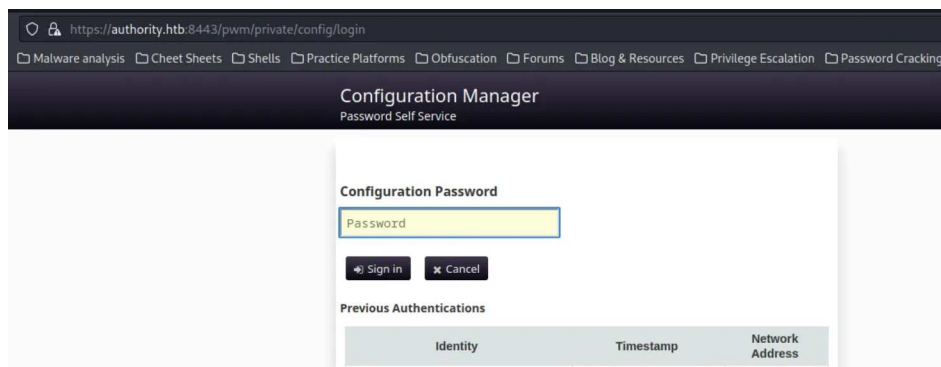 https://authority.htb:8443/pwm/private/config/login
Malware analysis Cheet Sheets Shells Practice Platforms Obfuscation Forums Blog & Resources Privilege Escalation Password Cracking
Configuration Manager
Password Self Service
Configuration Password
Password
Sign in Cancel
Previous Authentications
Identity Timestamp Network Address